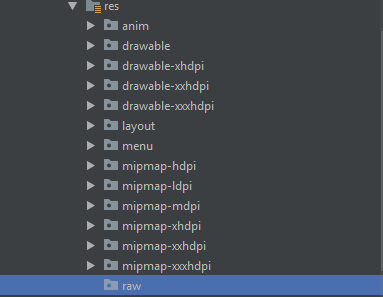 res
anim
drawable
drawable-xhdpi
drawable-xxhdpi
drawable-xxxhdpi
layout
menu
mipmap-hdpi
mipmap-ldpi
mipmap-mdpi
mipmap-xhdpi
mipmap-xxhdpi
mipmap-xxxhdpi
raw